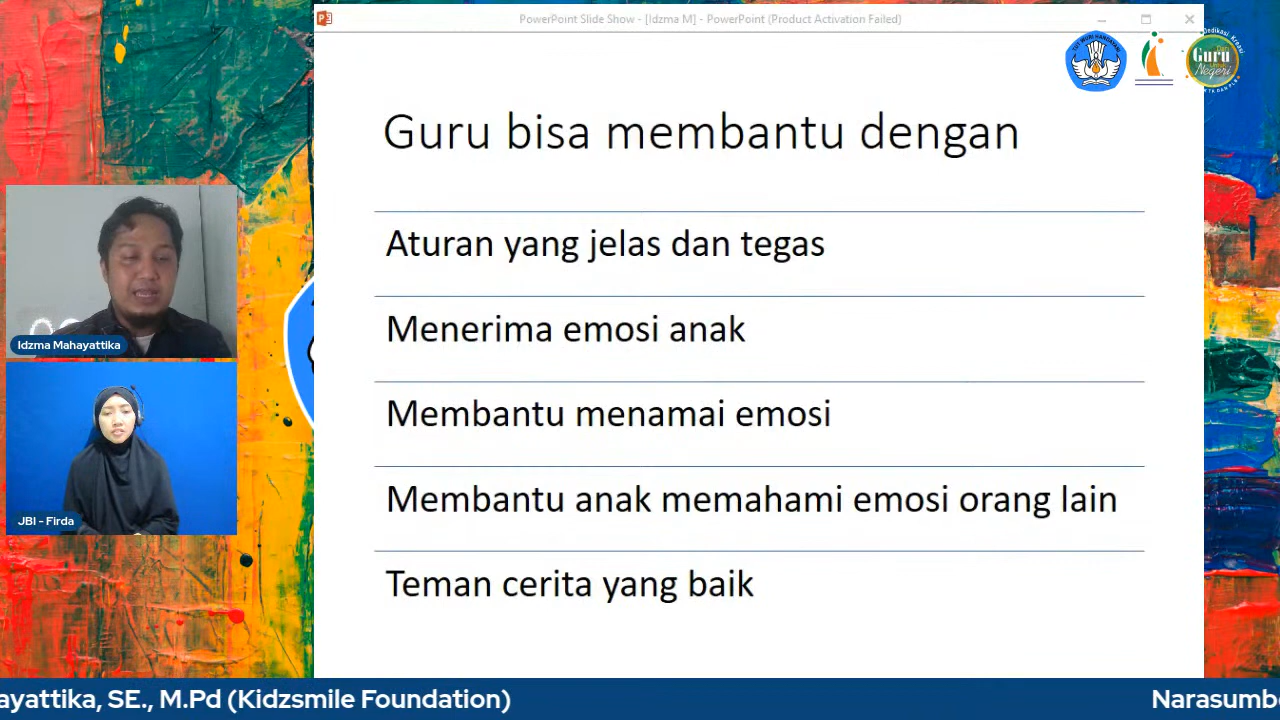 PowerPoint Slide Show - [Idzma M] - PowerPoint (Product Activation Failed)
Guru bisa membantu dengan
Aturan yang jelas dan tegas
Menerima emosi anak
Membantu menamai emosi
Membantu anak memahami emosi orang lain
Teman cerita yang baik
Idzma Mahayattika
JBI - Firda
Guru
Negeri
ayattika, SE., M.Pd (Kidzsmile Foundation)
Narasumb